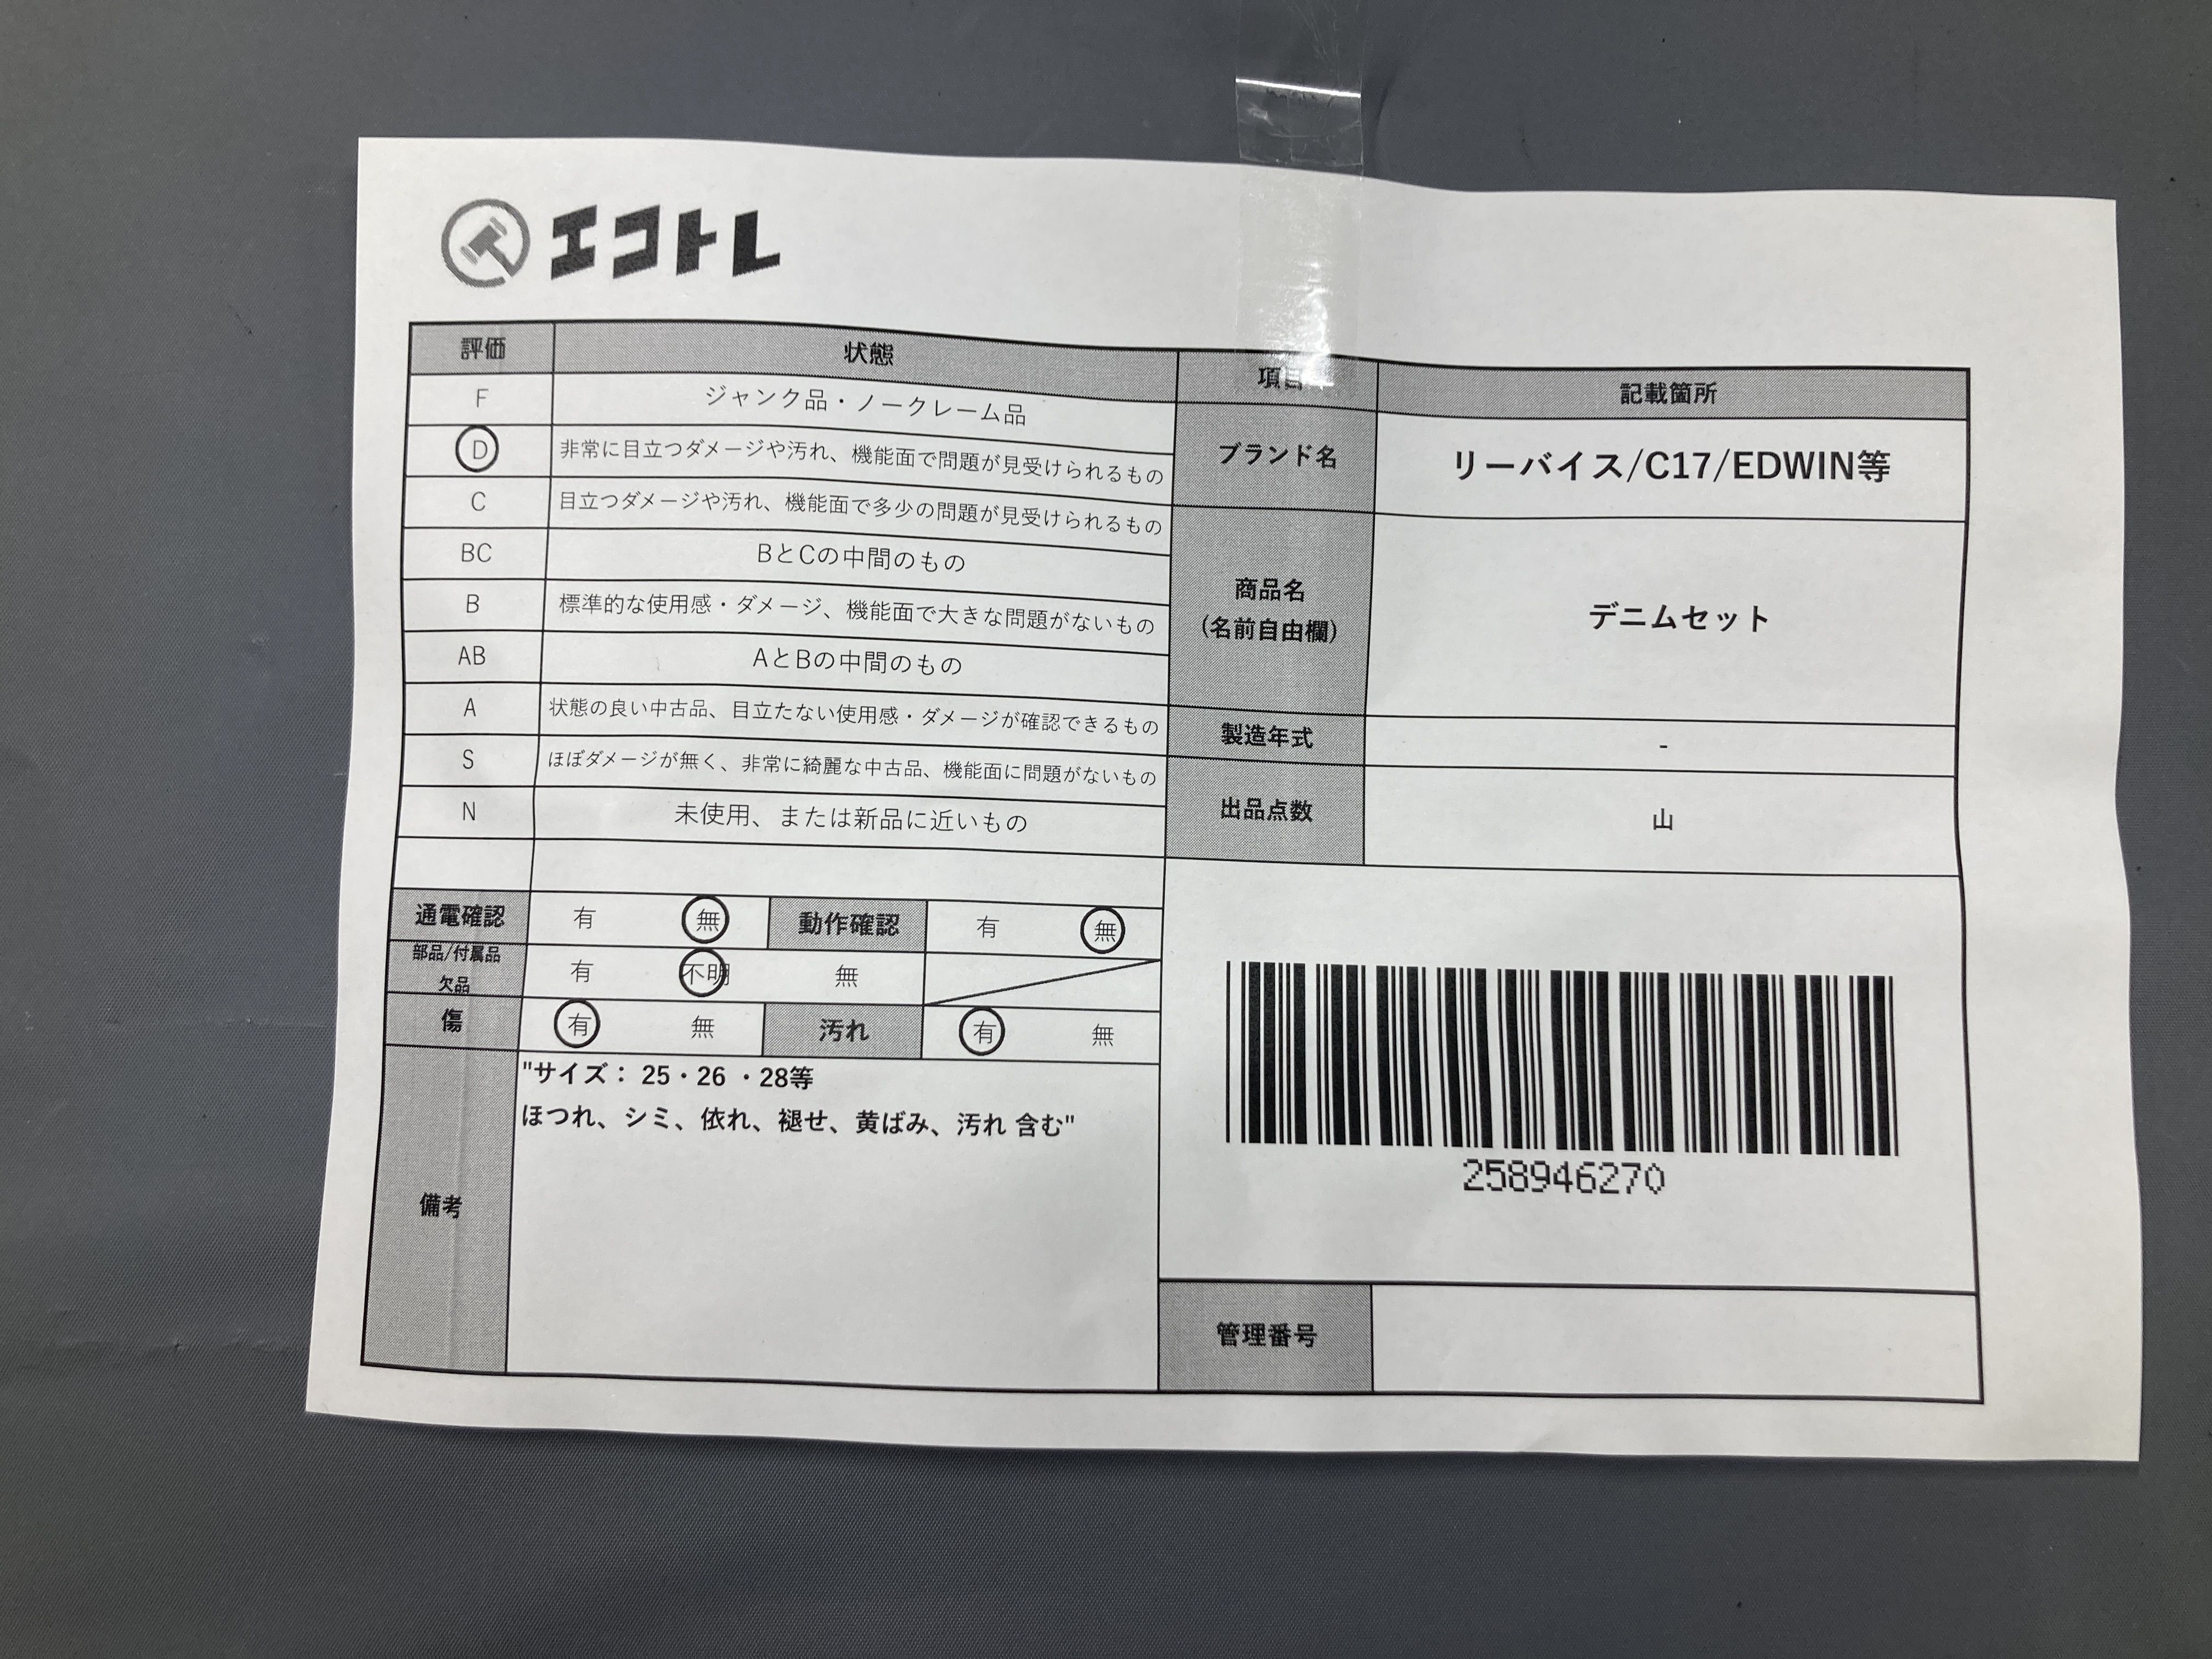 エコトレ
評価 状態
F ジャンク品・ノークレーム品
D 非常に目立つダメージや汚れ、機能面で問題が見受けられるもの
C 目立つダメージや汚れ、機能面で多少の問題が見受けられるもの
BC BとCの中間のもの
B 標準的な使用感・ダメージ、機能面で大きな問題がないもの
AB AとBの中間のもの
A 状態の良い中古品、目立たない使用感・ダメージが確認できるもの
S ほぼダメージが無く、非常に綺麗な中古品、機能面に問題がないもの
N 未使用、または新品に近いもの
通電確認 有 無 動作確認 有 無
部品/付属品
欠品
有 不明 無
傷 有 無 汚れ 有 無
備考
"サイズ： 25・26 ・28等
ほつれ、シミ、依れ、褪せ、黄ばみ、汚れ 含む"
項目 記載箇所
ブランド名 リーバイス/C17/EDWIN等
商品名
(名前自由欄)
デニムセット
製造年式 -
出品点数 山
258946270
管理番号